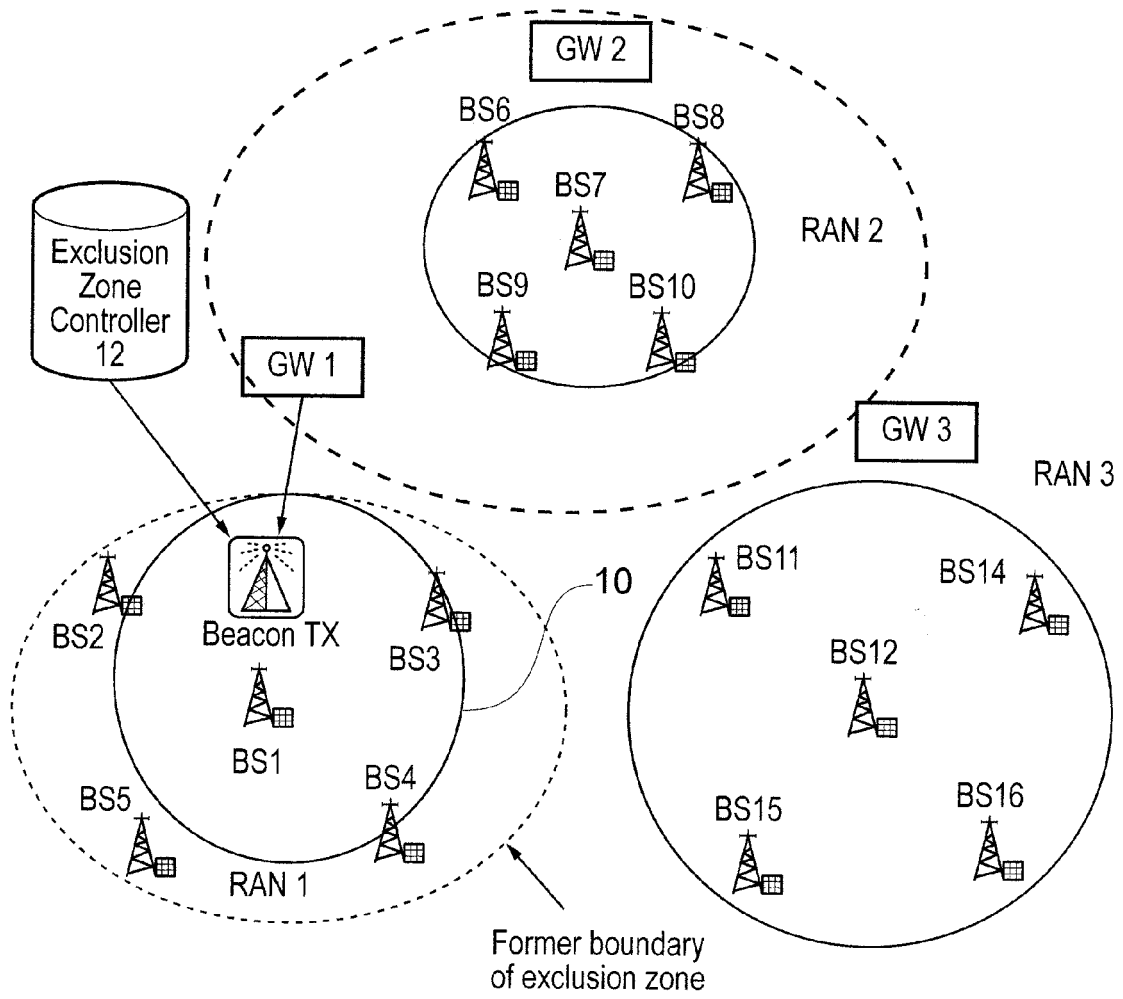 GW 2
BS6
BS8
BS7
RAN 2
Exclusion
Zone
Controller
12
BS9
BS10
GW 1
GW 3
RAN 3
BS2
Beacon TX
BS3
10
BS11
BS14
BS12
BS1
BS5
BS4
BS15
BS16
RAN 1
Former boundary
of exclusion zone